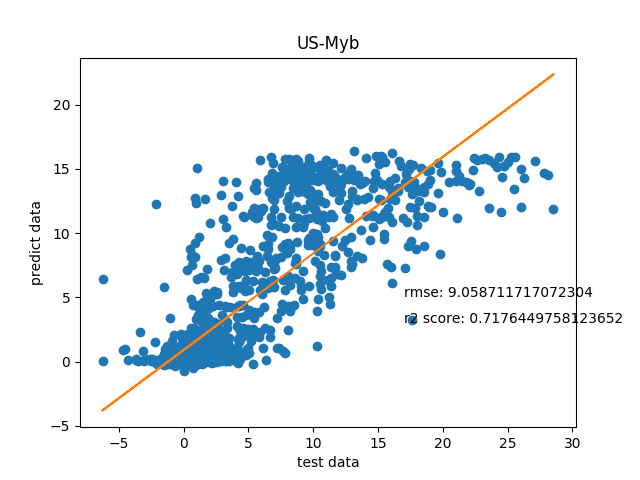 US-Myb
predict data
20
15
10
5
0
−5
rmse: 9.058711717072304
r2 score: 0.7176449758123652
−5 0 5 10 15 20 25 30
test data